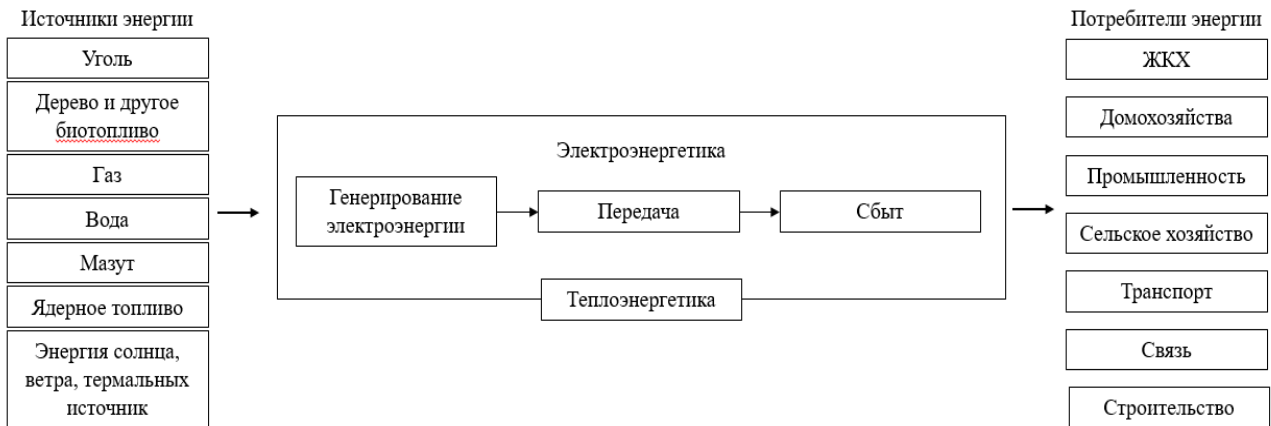 Источники энергии
Уголь
Дерево и другое
биотопливо
Газ
Вода
Мазут
Ядерное топливо
Энергия солнца,
ветра, термальных
источник
Электроэнергетика
Генерирование
электроэнергии
Передача
Сбыт
Теплоэнергетика
Потребители энергии
ЖКХ
Домохозяйства
Промышленность
Сельское хозяйство
Транспорт
Связь
Строительство